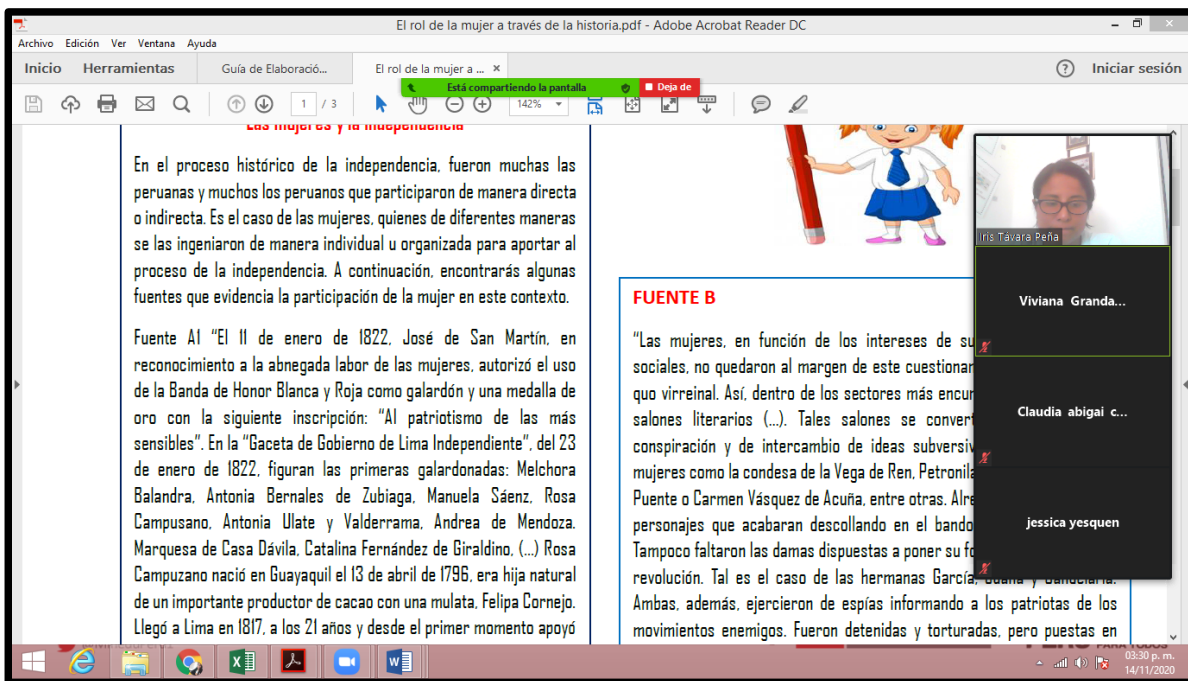 El rol de la mujer a través de la historia.pdf - Adobe Acrobat Reader DC
Archivo Edición Ver Ventana Ayuda
Inicio Herramientas Guía de Elaboració... El rol de la mujer a ... × Iniciar sesión
Está compartiendo la pantalla Deja de
1 / 3 142%
Las mujeres y la independencia
En el proceso histórico de la independencia, fueron muchas las
peruanas y muchos los peruanos que participaron de manera directa
o indirecta. Es el caso de las mujeres, quienes de diferentes maneras
se las ingeniaron de manera individual u organizada para aportar al
proceso de la independencia. A continuación, encontrarás algunas
fuentes que evidencia la participación de la mujer en este contexto.
Fuente A1 “El 11 de enero de 1822, José de San Martín, en
reconocimiento a la abnegada labor de las mujeres, autorizó el uso
de la Banda de Honor Blanca y Roja como galardón y una medalla de
oro con la siguiente inscripción: “Al patriotismo de las más
sensibles”. En la “Gaceta de Gobierno de Lima Independiente”, del 23
de enero de 1822, figuran las primeras galardonadas: Melchora
Balandra, Antonia Bernales de Zubiaga, Manuela Sáenz, Rosa
Campusano, Antonia Ulate y Valderrama, Andrea de Mendoza.
Marquesa de Casa Dávila, Catalina Fernández de Giraldino, (...) Rosa
Campuzano nació en Guayaquil el 13 de abril de 1796, era hija natural
de un importante productor de cacao con una mulata, Felipa Cornejo.
Llegó a Lima en 1817, a los 21 años y desde el primer momento apoyó
FUENTE B
“Las mujeres, en función de los intereses de su
sociales, no quedaron al margen de este
quo virreinal. Así, dentro de los sectores más
salones literarios (...). Tales salones se
conspiración y de intercambio de ideas
mujeres como la condesa de la Vega de Ren, Petronila
Puente o Carmen Vásquez de Acuña, entre otras.
personajes que acabaran descollando en el bando
Tampoco faltaron las damas dispuestas a poner su
revolución. Tal es el caso de las hermanas García,
Ambas, además, ejercieron de espías informando a los patriotas de los
movimientos enemigos. Fueron detenidas y torturadas, pero puestas en
Iris Távara Peña
Viviana Granda...
Claudia abigai c...
jessica yesquen
03:30 p. m.
14/11/2020